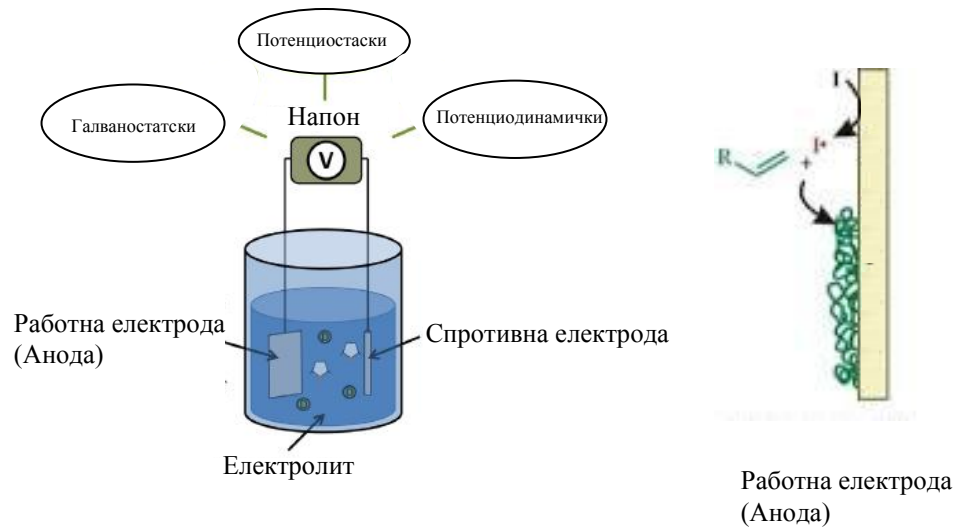 Потенциостаски
Галваностатски
Потенциодинамички
Напон
V
Работна електрода
(Анода)
Спротивна електрода
Електролит
I
I•
R
+
Работна електрода
(Анода)